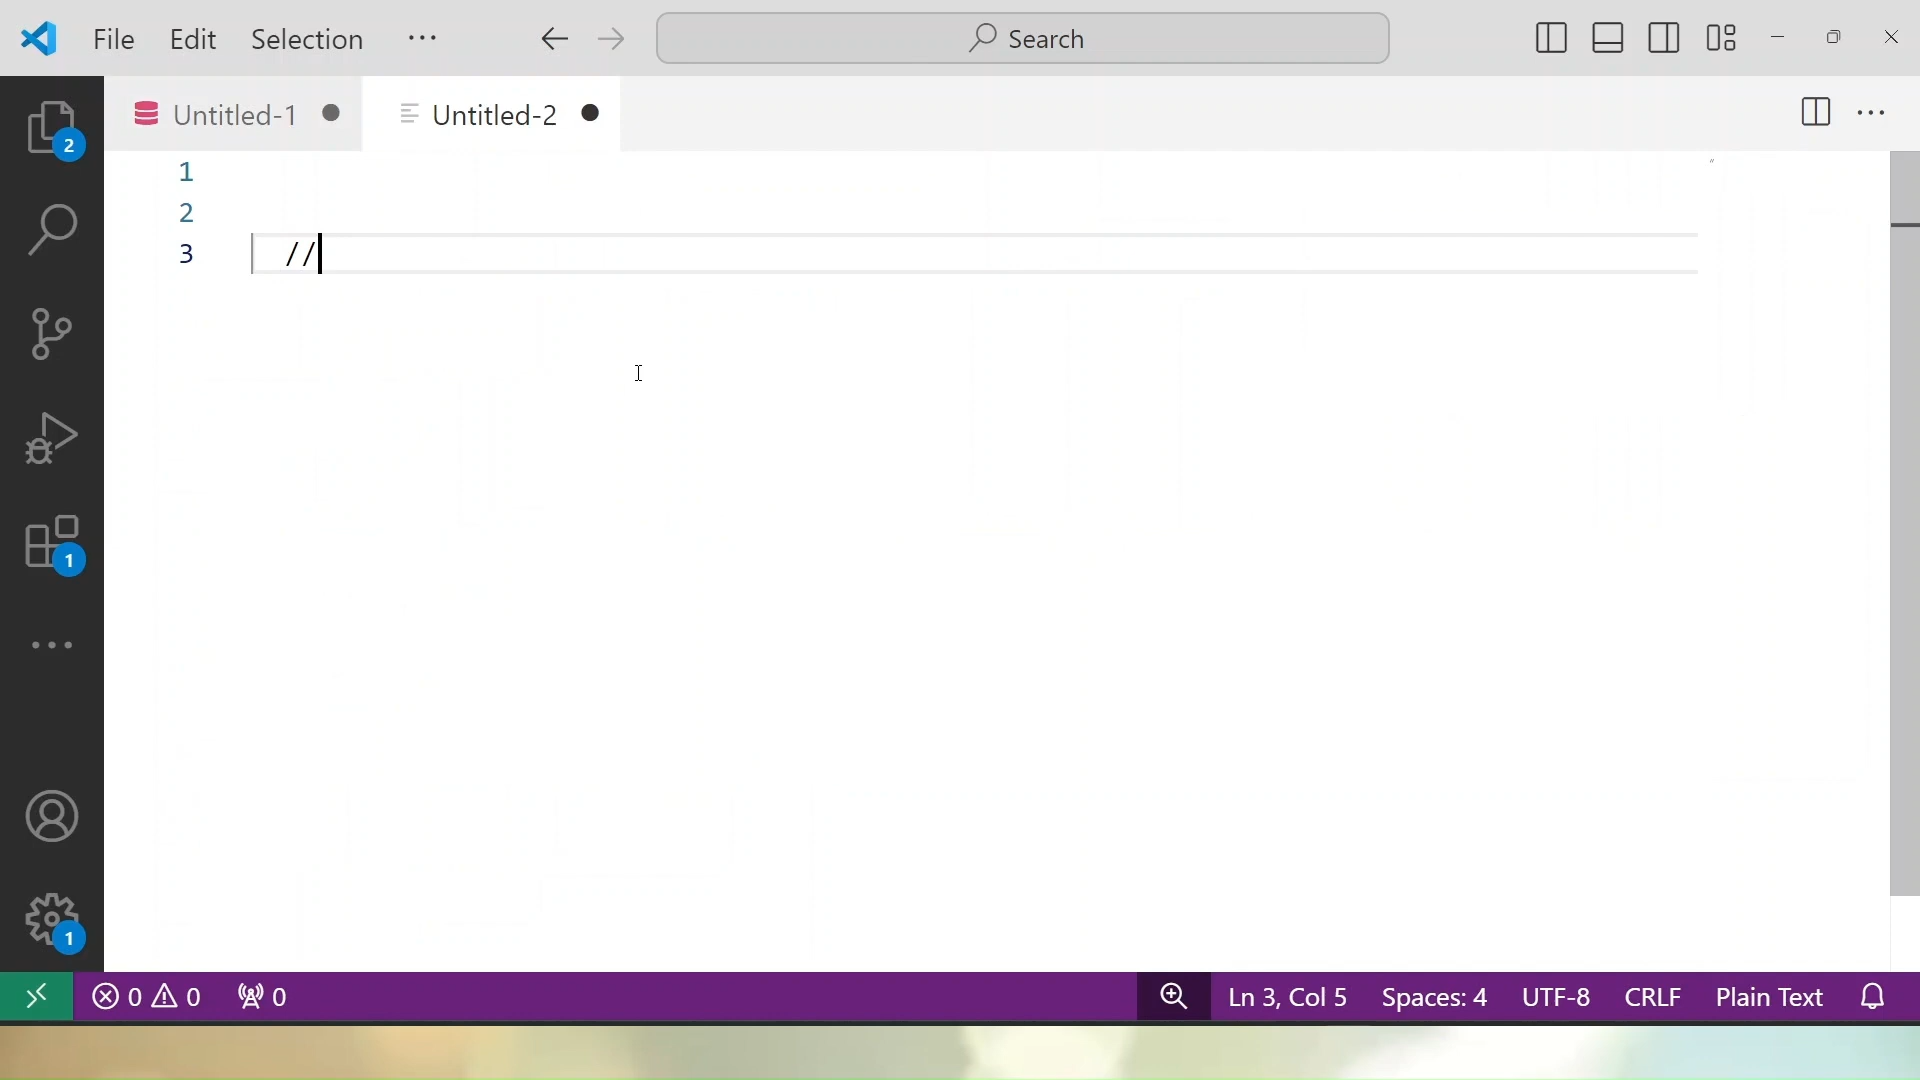 File Edit Selection ··· Search
Untitled-1 Untitled-2
1
2
3 //
2
1
1
0 0 0 Ln 3, Col 5 Spaces: 4 UTF-8 CRLF Plain Text